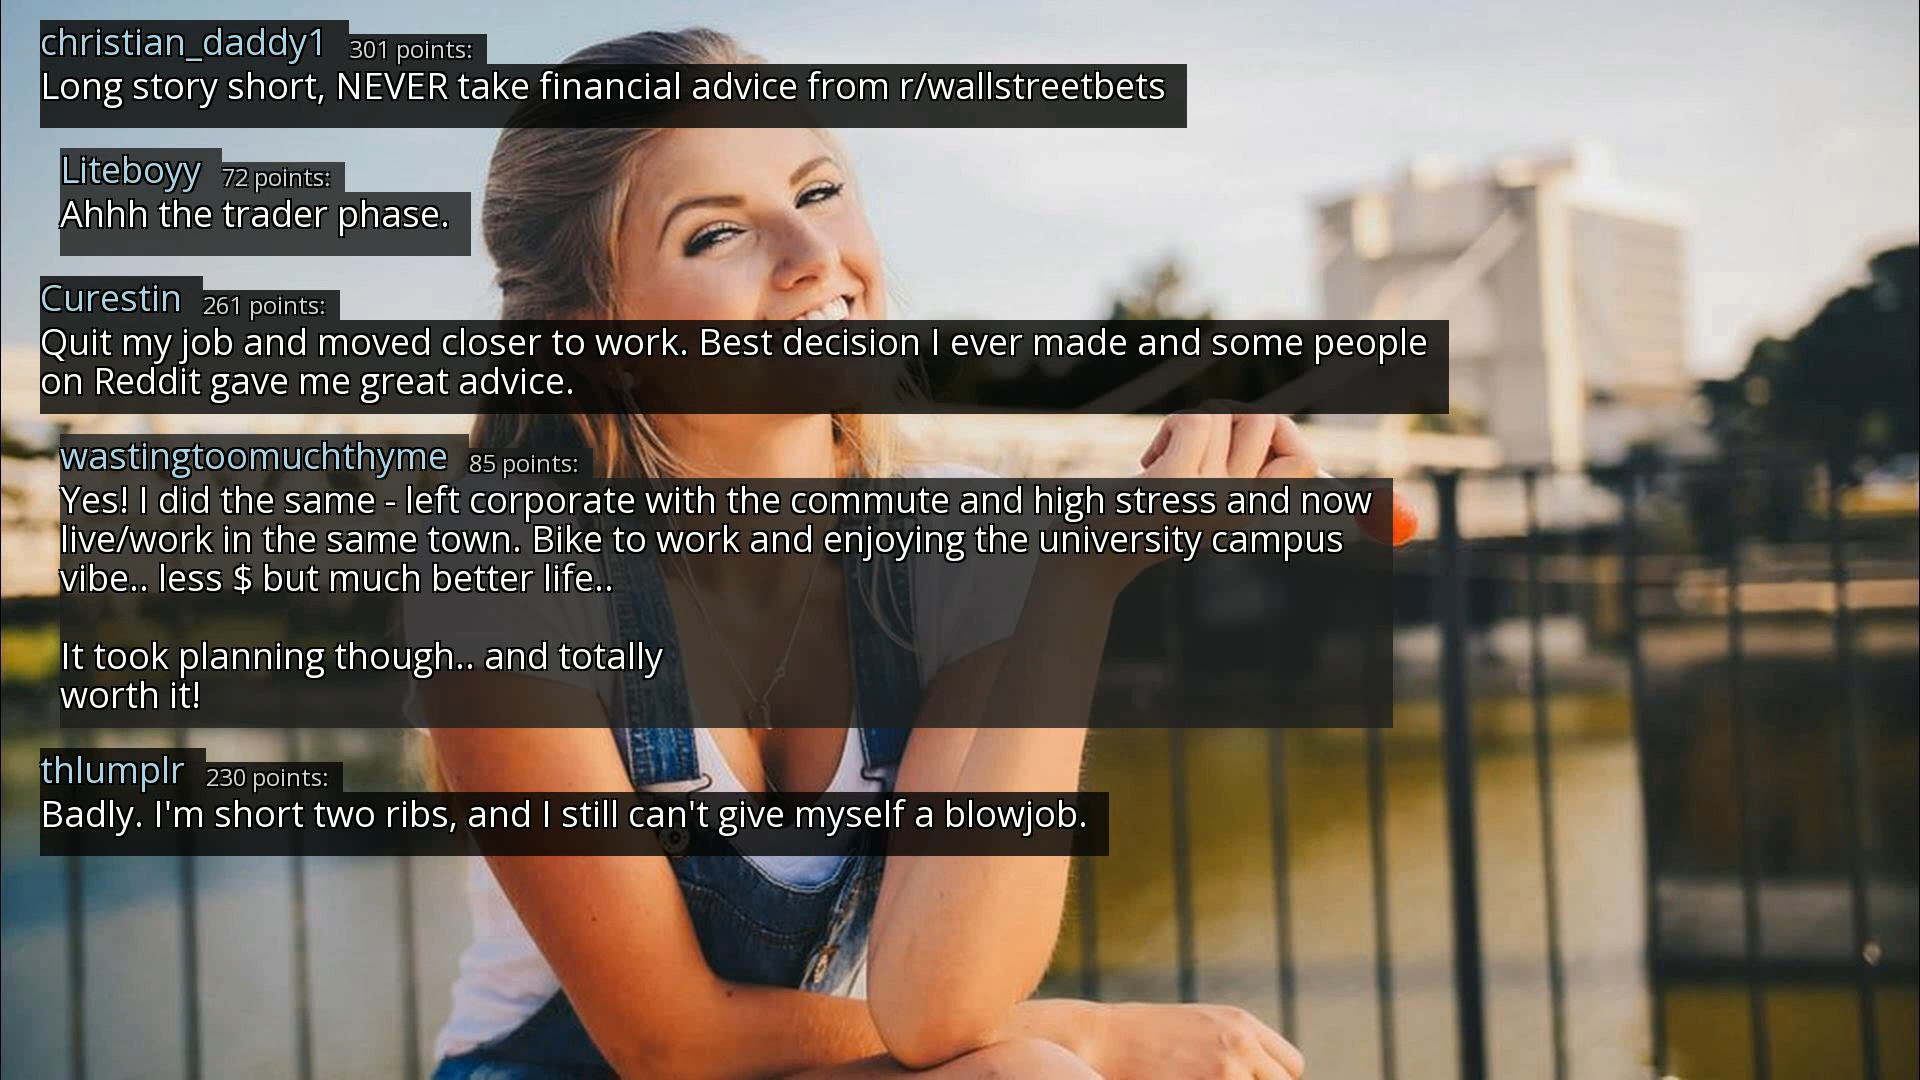 christian_daddy1 301 points:
Long story short, NEVER take financial advice from r/wallstreetbets
Liteboyy 72 points:
Ahhh the trader phase.
Curestin 261 points:
Quit my job and moved closer to work. Best decision I ever made and some people
on Reddit gave me great advice.
wastingtoomuchthyme 85 points:
Yes! I did the same - left corporate with the commute and high stress and now
live/work in the same town. Bike to work and enjoying the university campus
vibe.. less $ but much better life..
It took planning though.. and totally
worth it!
thlumplr 230 points:
Badly. I'm short two ribs, and I still can't give myself a blowjob.